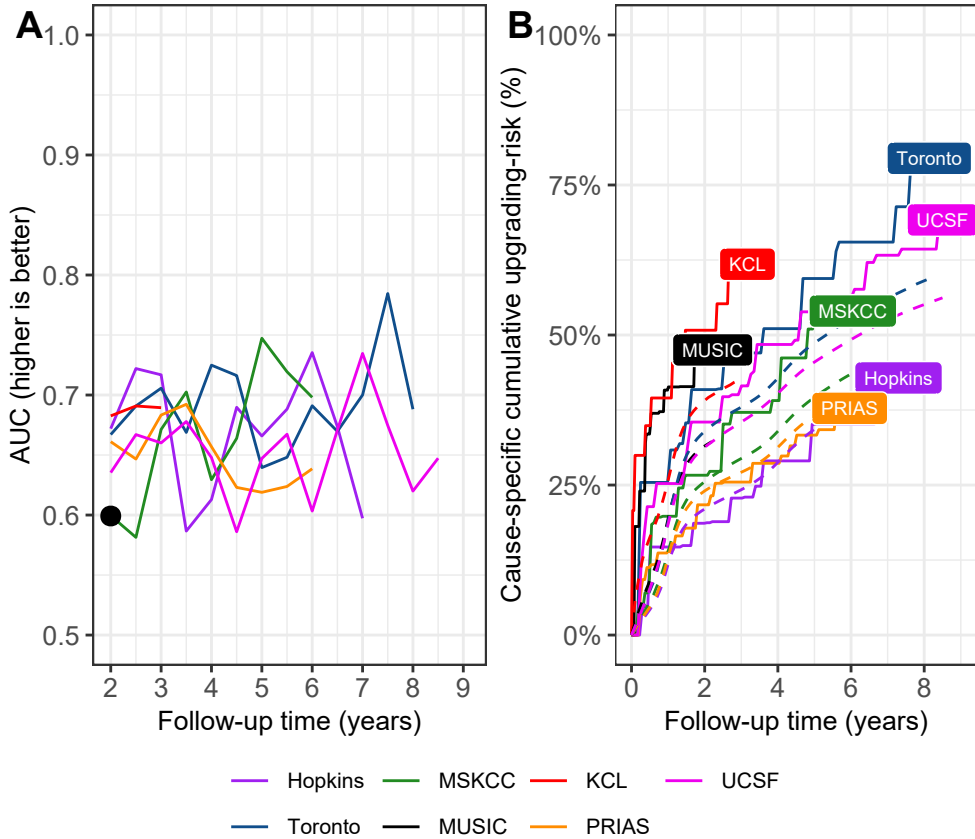 A
AUC (higher is better)
1.0
0.9
0.8
0.7
0.6
0.5
2 3 4 5 6 7 8 9
Follow-up time (years)
B
Cause-specific cumulative upgrading-risk (%)
100%
75%
50%
25%
0%
Toronto
UCSF
KCL
MSKCC
MUSIC
Hopkins
PRIAS
0 2 4 6 8
Follow-up time (years)
Hopkins MSKCC KCL UCSF
Toronto MUSIC PRIAS